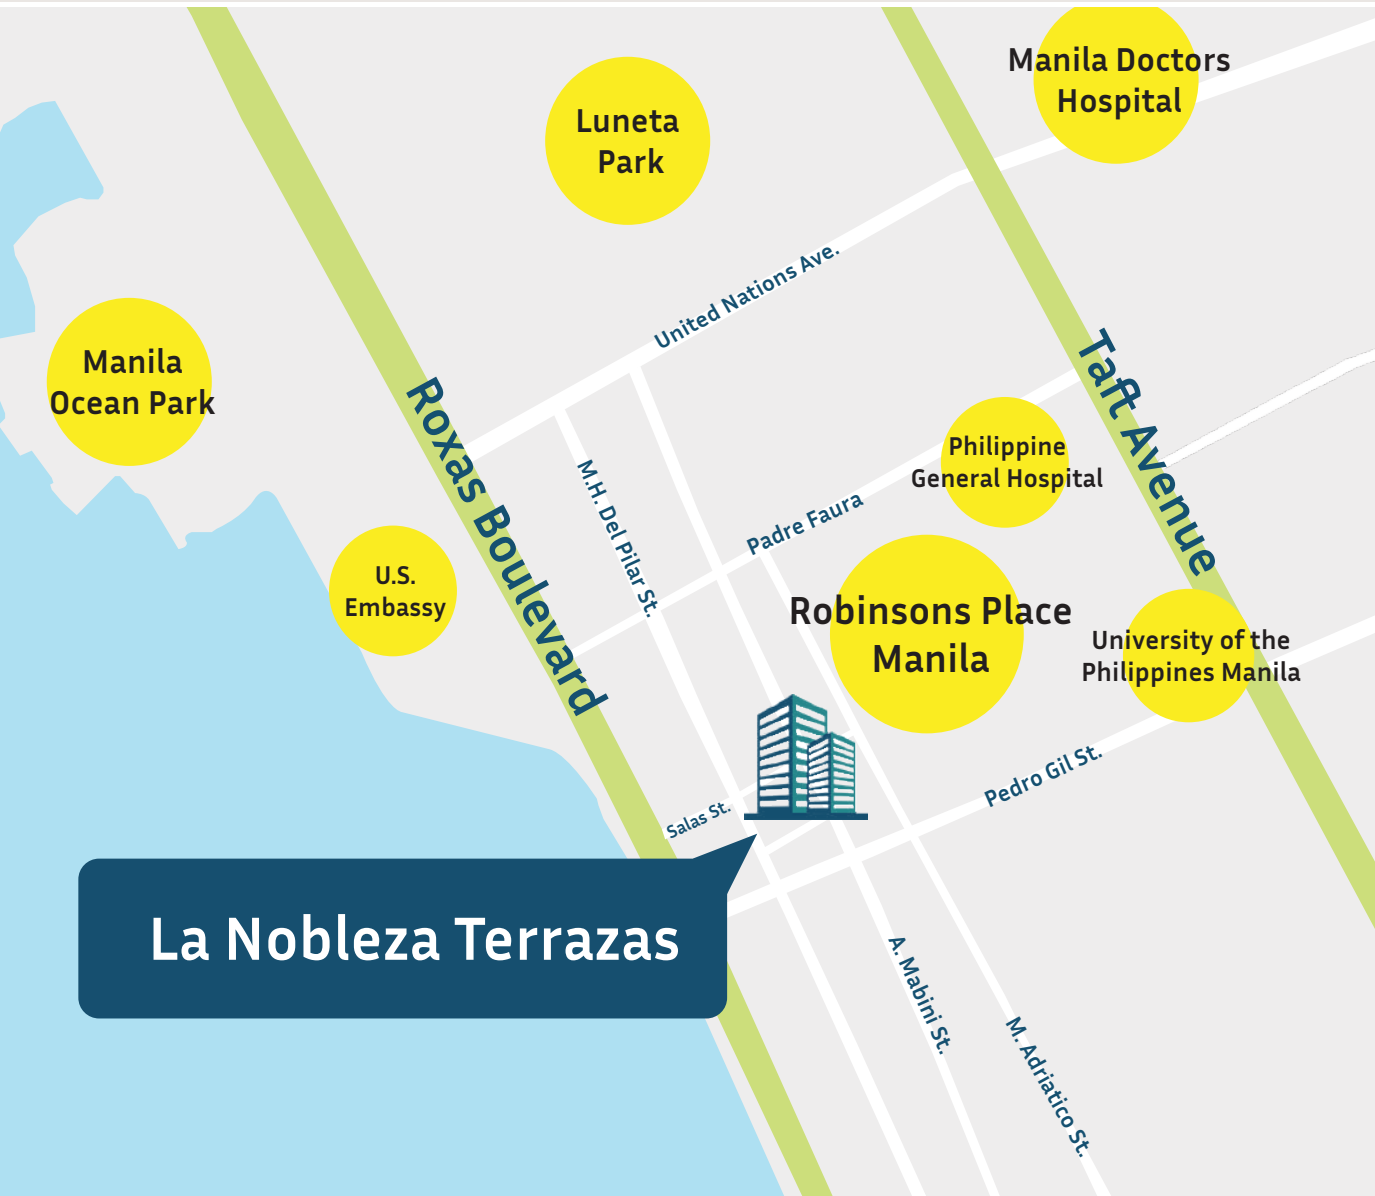 Manila Doctors
Hospital
Luneta
Park
United Nations Ave.
Manila
Ocean Park
Roxas Boulevard
Taft Avenue
M.H. Del Pilar St.
Padre Faura
Philippine
General Hospital
U.S.
Embassy
Robinsons Place
Manila
University of the
Philippines Manila
Pedro Gil St.
Salas St.
La Nobleza Terrazas
A. Mabini St.
M. Adriatico St.